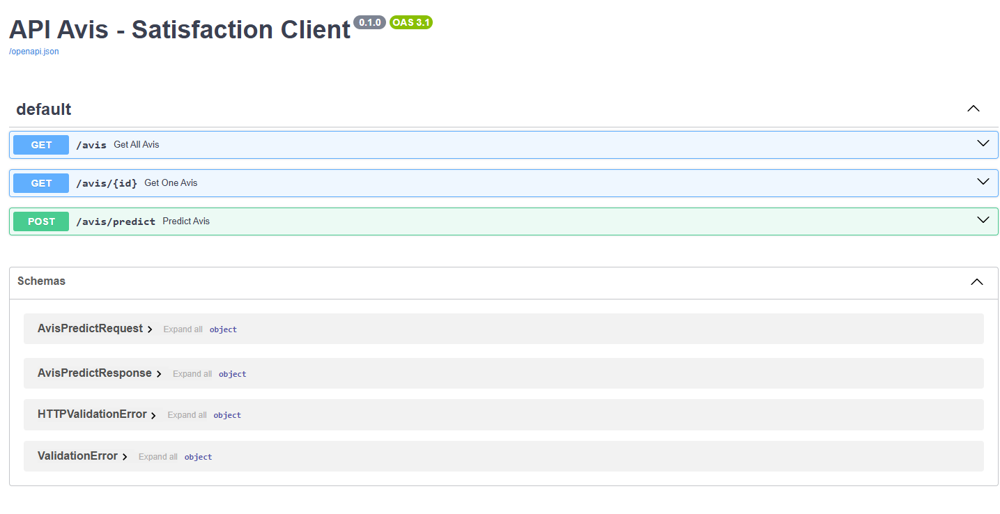 API Avis - Satisfaction Client 0.1.0 OAS 3.1
/openapi.json
default
GET /avis Get All Avis
GET /avis/{id} Get One Avis
POST /avis/predict Predict Avis
Schemas
AvisPredictRequest Expand all object
AvisPredictResponse Expand all object
HTTPValidationError Expand all object
ValidationError Expand all object